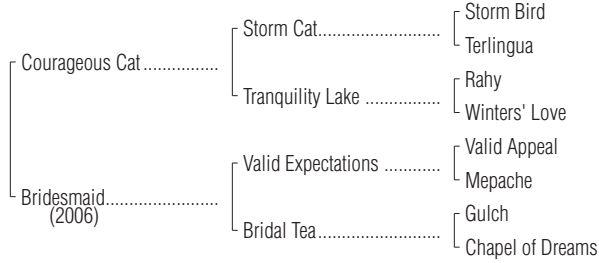 Storm Bird
Storm Cat.........................
Terlingua
Courageous Cat................
Rahy
Tranquility Lake ................
Winters' Love
Valid Appeal
Valid Expectations ............
Mepache
Bridesmaid........................
(2006)
Gulch
Bridal Tea.........................
Chapel of Dreams